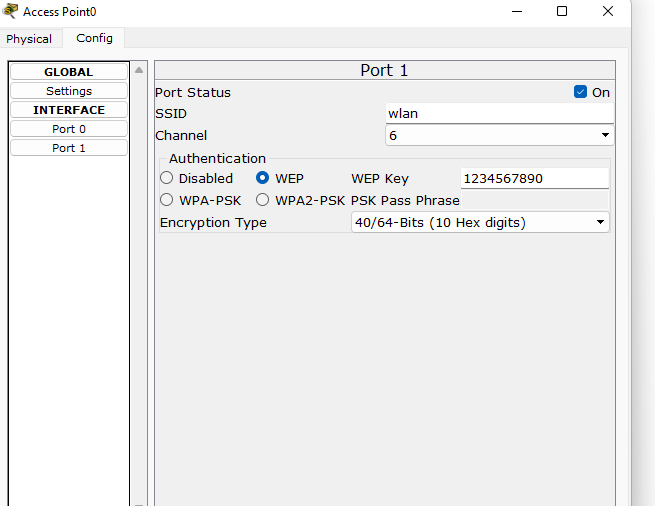 Access Point0
Physical Config
GLOBAL
Settings
INTERFACE
Port 0
Port 1
Port 1
Port Status On
SSID wlan
Channel 6
Authentication
Disabled WEP WEP Key 1234567890
WPA-PSK WPA2-PSK PSK Pass Phrase
Encryption Type 40/64-Bits (10 Hex digits)